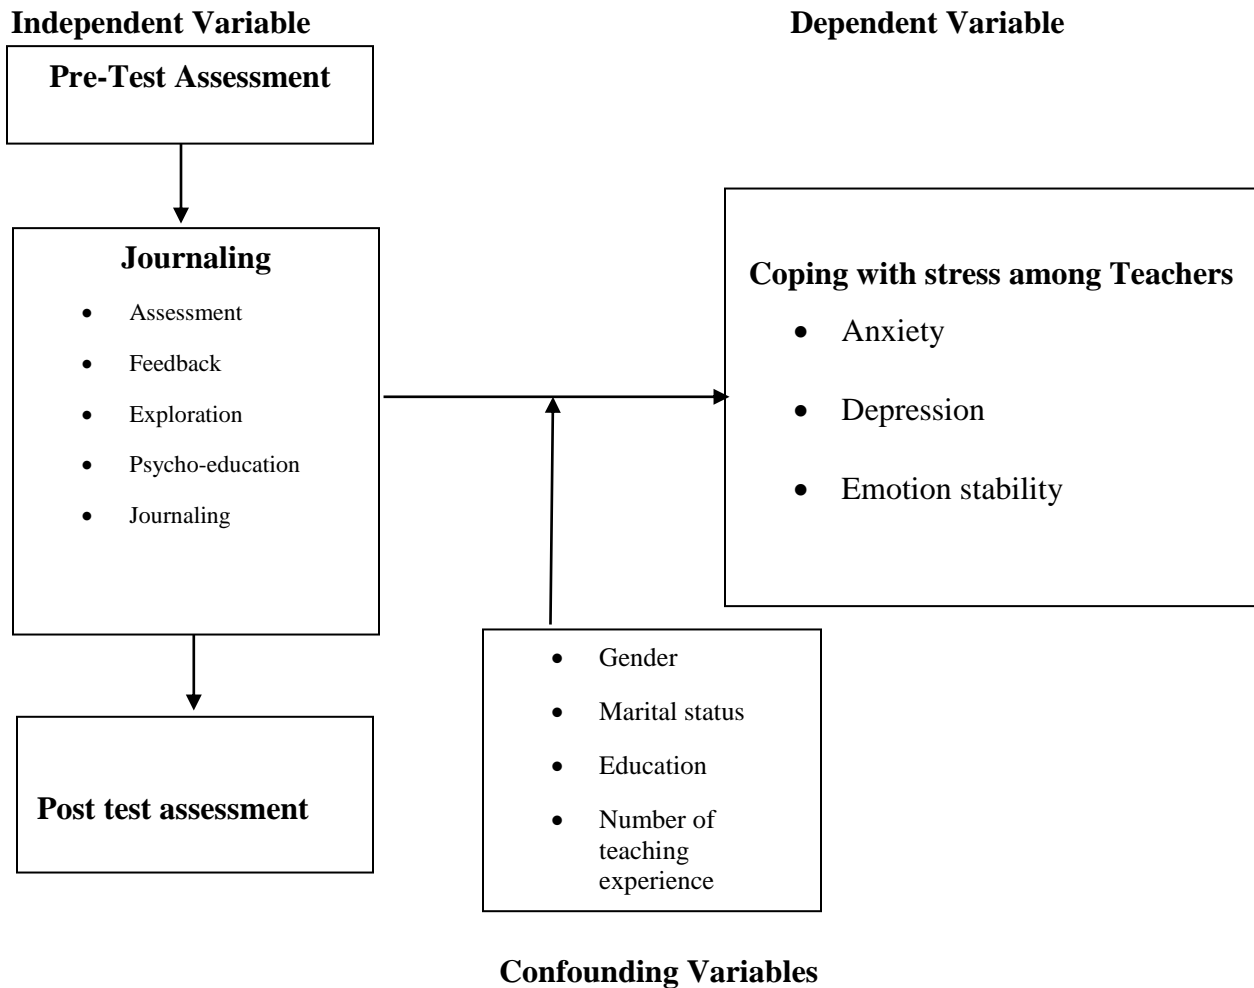 Independent Variable
Dependent Variable
Pre-Test Assessment
Journaling
• Assessment
• Feedback
• Exploration
• Psycho-education
• Journaling
Coping with stress among Teachers
• Anxiety
• Depression
• Emotion stability
Post test assessment
• Gender
• Marital status
• Education
• Number of
teaching
experience
Confounding Variables